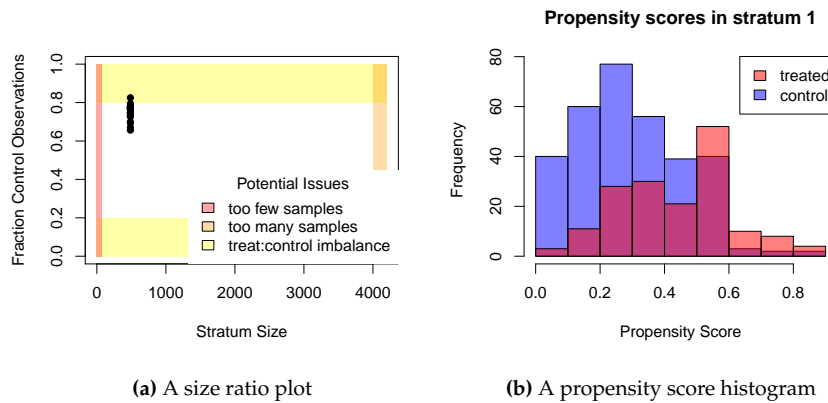 Fraction Control Observations
1.0
0.8
0.6
0.4
0.2
0.0
Potential Issues
too few samples
too many samples
treat:control imbalance
0 1000 2000 3000 4000
Stratum Size
(a) A size ratio plot
Propensity scores in stratum 1
Frequency
80
60
40
20
0
treated
control
0.0 0.2 0.4 0.6 0.8
Propensity Score
(b) A propensity score histogram